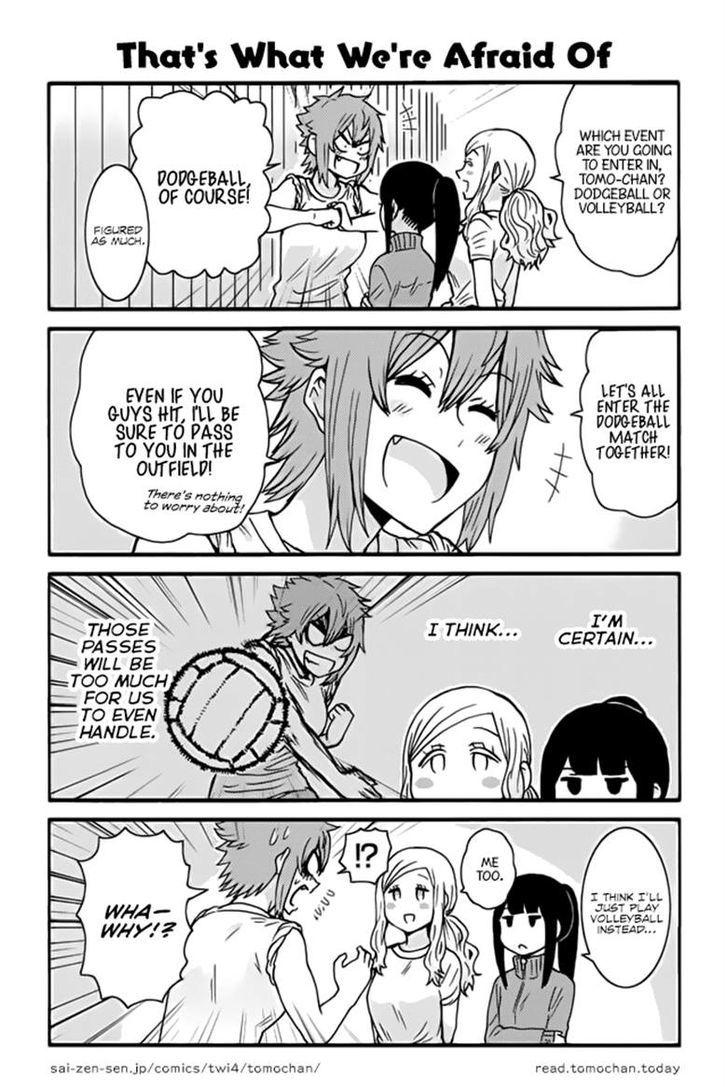 That's What We're Afraid Of
WHICH EVENT
ARE YOU GOING
TO ENTER IN,
TOMO-CHAN?
DODGEBALL OR
VOLLEYBALL?
DODGEBALL,
OF COURSE!
FIGURED
AS MUCH.
LET'S ALL
ENTER THE
DODGEBALL
MATCH
TOGETHER!
EVEN IF YOU
GUYS HIT, I'LL BE
SURE TO PASS
TO YOU IN THE
OUTFIELD!
There's nothing
to worry about!
I'M
CERTAIN...
I THINK...
THOSE
PASSES
WILL BE
TOO MUCH
FOR US
TO EVEN
HANDLE.
I THINK I'LL
JUST PLAY
VOLLEYBALL
INSTEAD...
ME
TOO.
!?
WHA—
WHY!?
sai-zen-sen.jp/comics/twi4/tomochan/
read.tomochan.today